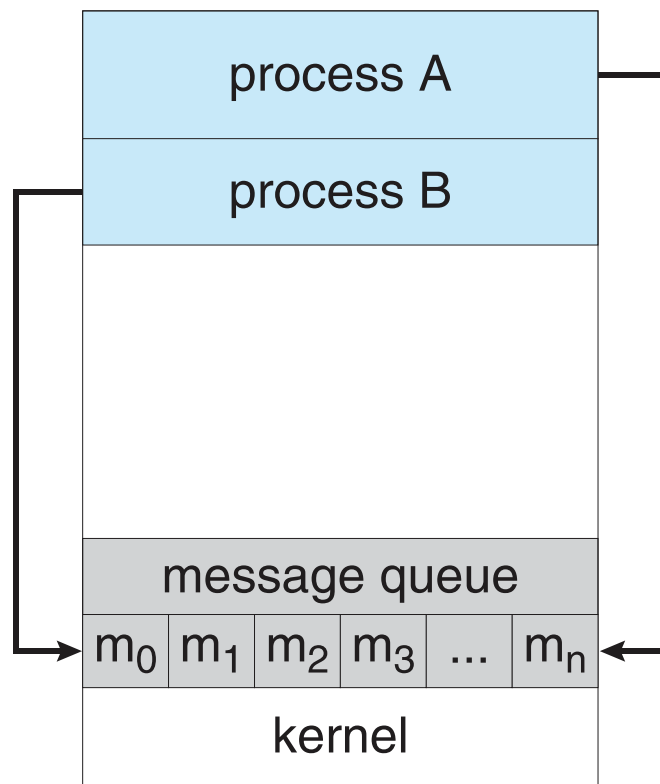 process A
process B
message queue
m₀ m₁ m₂ m₃ ... mₙ
kernel